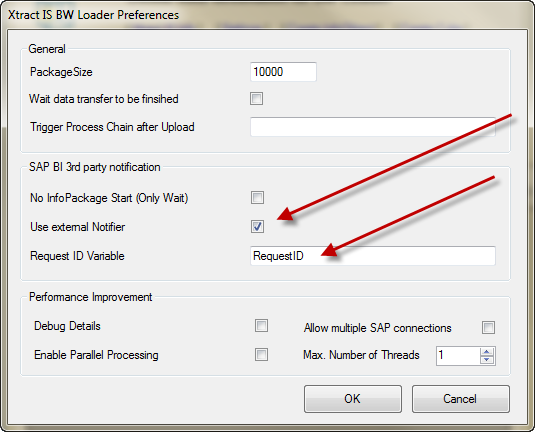 Xtract IS BW Loader Preferences
General
PackageSize 10000
Wait data transfer to be finsihed
Trigger Process Chain after Upload
SAP BI 3rd party notification
No InfoPackage Start (Only Wait)
Use external Notifier
Request ID Variable RequestID
Performance Improvement
Debug Details Allow multiple SAP connections
Enable Parallel Processing Max. Number of Threads 1
OK Cancel